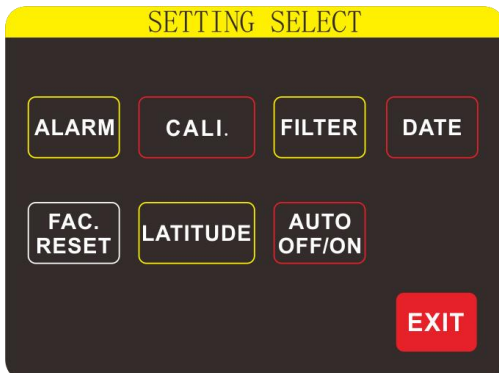 SETTING SELECT
ALARM
CALI.
FILTER
DATE
FAC.
RESET
LATITUDE
AUTO
OFF/ON
EXIT